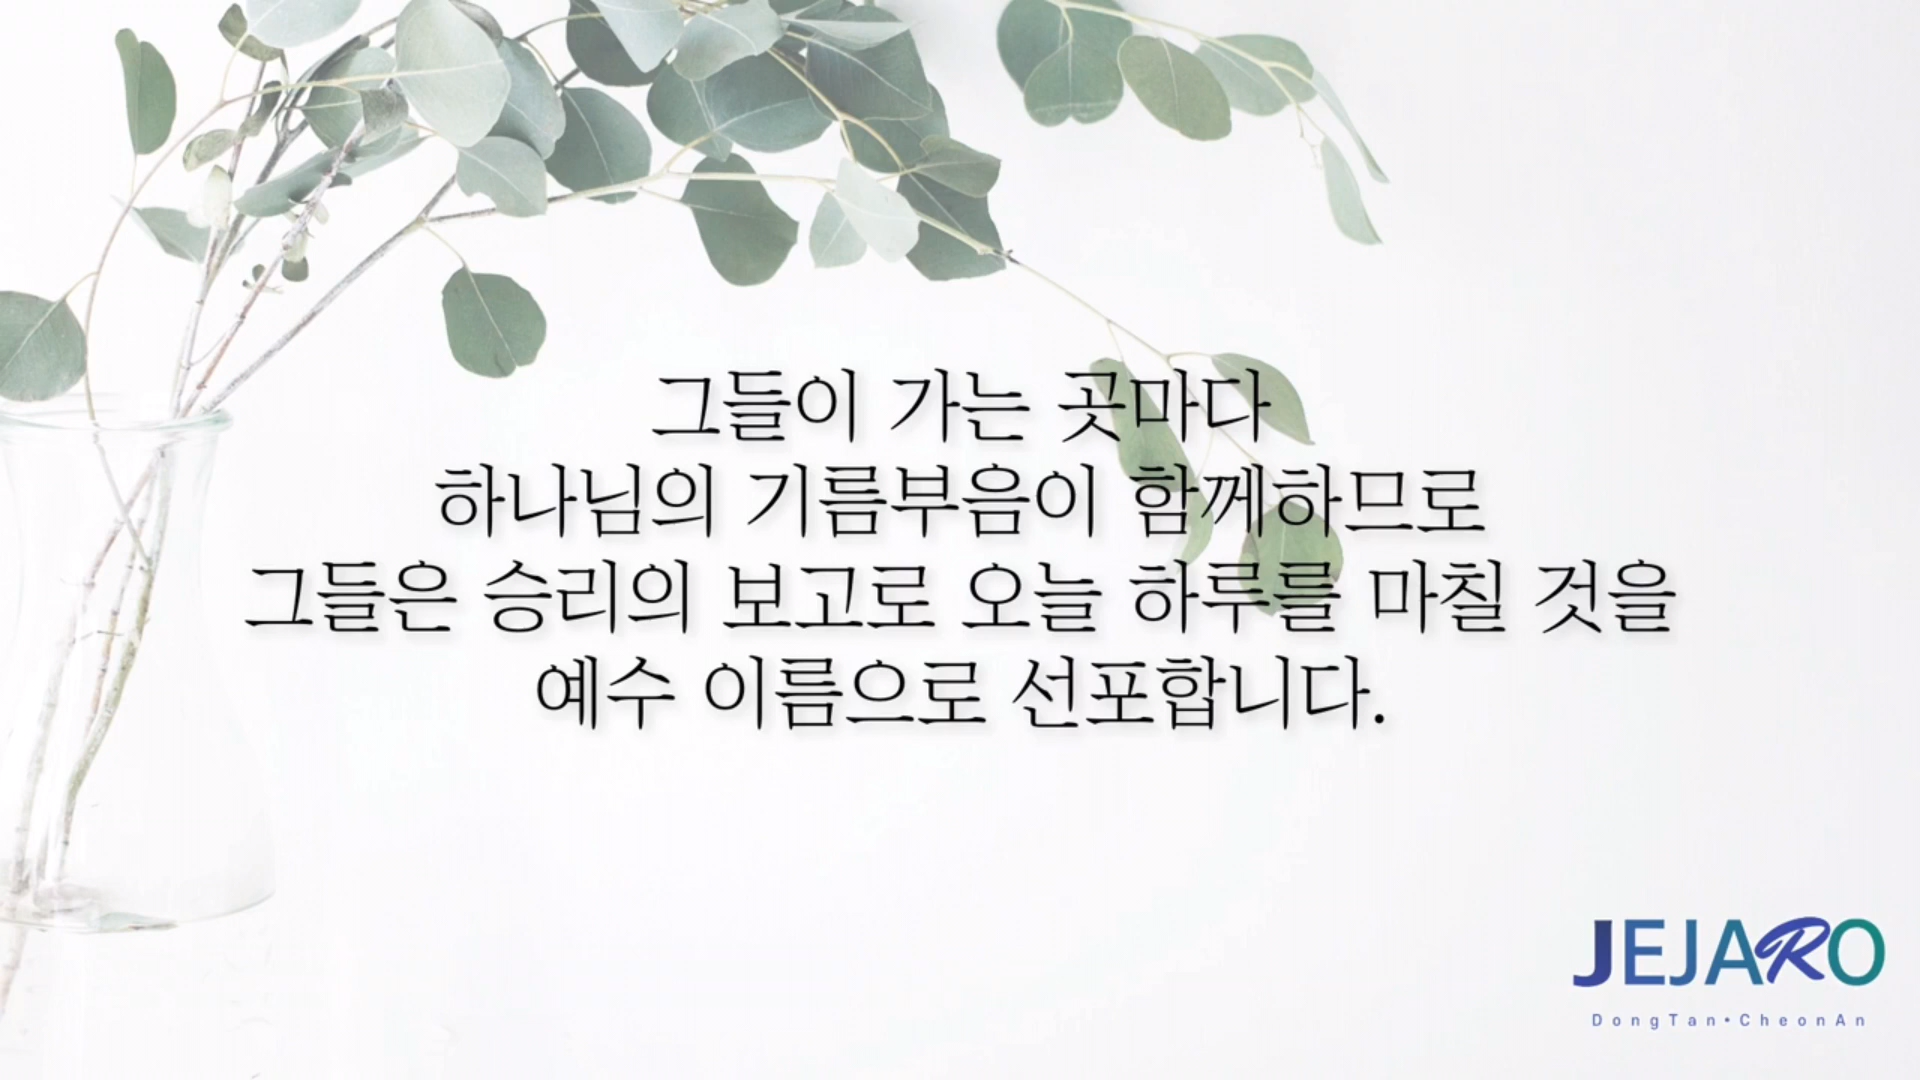 그들이 가는 곳마다
하나님의 기름부음이 함께하므로
그들은 승리의 보고로 오늘 하루를 마칠 것을
예수 이름으로 선포합니다.
JEJARO
DongTan•CheonAn